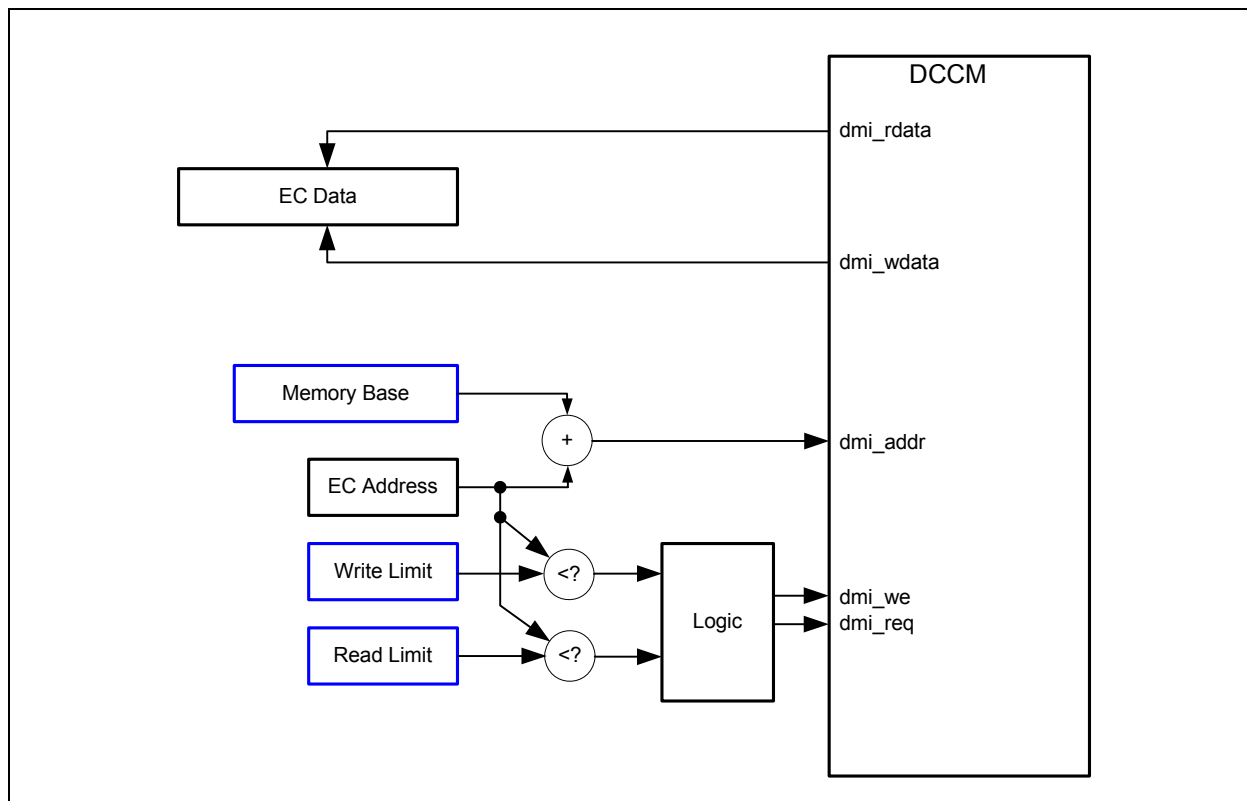 DCCM
dmi_rdata
EC Data
dmi_wdata
Memory Base
+
dmi_addr
EC Address
Write Limit
<?
dmi_we
Logic
dmi_req
Read Limit
<?